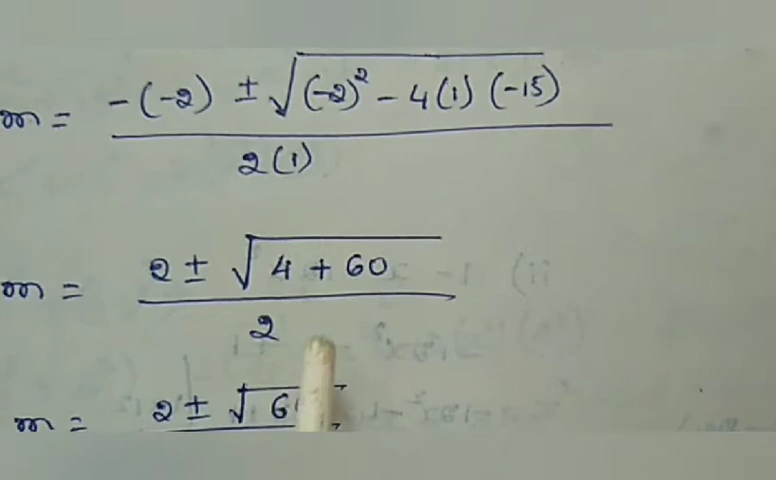 m = -(-2) ± √(-2)² - 4(1)(-15)
2(1)
m = 2 ± √4 + 60
2
m = 2 ± √6